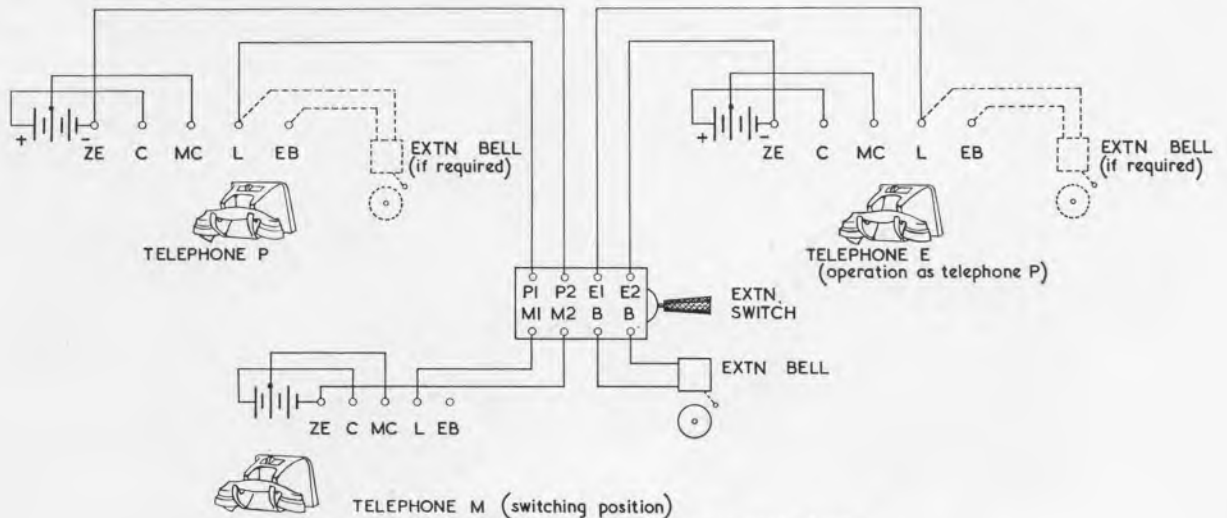 + -
ZE C MC L EB
EXTN BELL
(if required)
TELEPHONE P
+ -
ZE C MC L EB
EXTN BELL
(if required)
TELEPHONE E
(operation as telephone P)
P1 P2 E1 E2
M1 M2 B B
EXTN.
SWITCH
EXTN BELL
ZE C MC L EB
TELEPHONE M (switching position)